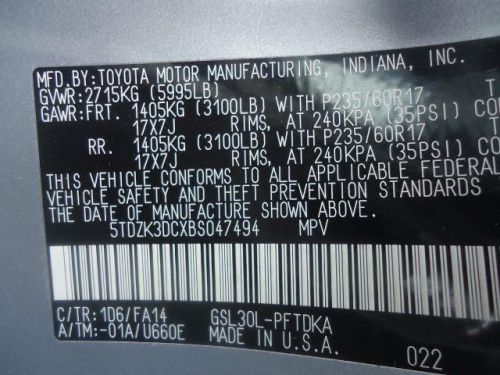 MFD. BY: TOYOTA MOTOR MANUFACTURING, INDIANA, INC.
GVWR: 2715KG (5995LB)
GAWR: FRT. 1405KG (3100LB) WITH P235/60R17
17X7J RIMS, AT 240KPA (35PSI) CO
RR. 1405KG (3100LB) WITH P235/60R17
17X7J RIMS, AT 240KPA (35PSI) CO
THIS VEHICLE CONFORMS TO ALL APPLICABLE FEDERAL
VEHICLE SAFETY AND THEFT PREVENTION STANDARDS
THE DATE OF MANUFACTURE SHOWN ABOVE.
5TDZK3DCXBS047494 MPV
C/TR: 1D6/FA14 GSL30L-PFTDKA
A/TM: -01A/U660E MADE IN U.S.A. 022